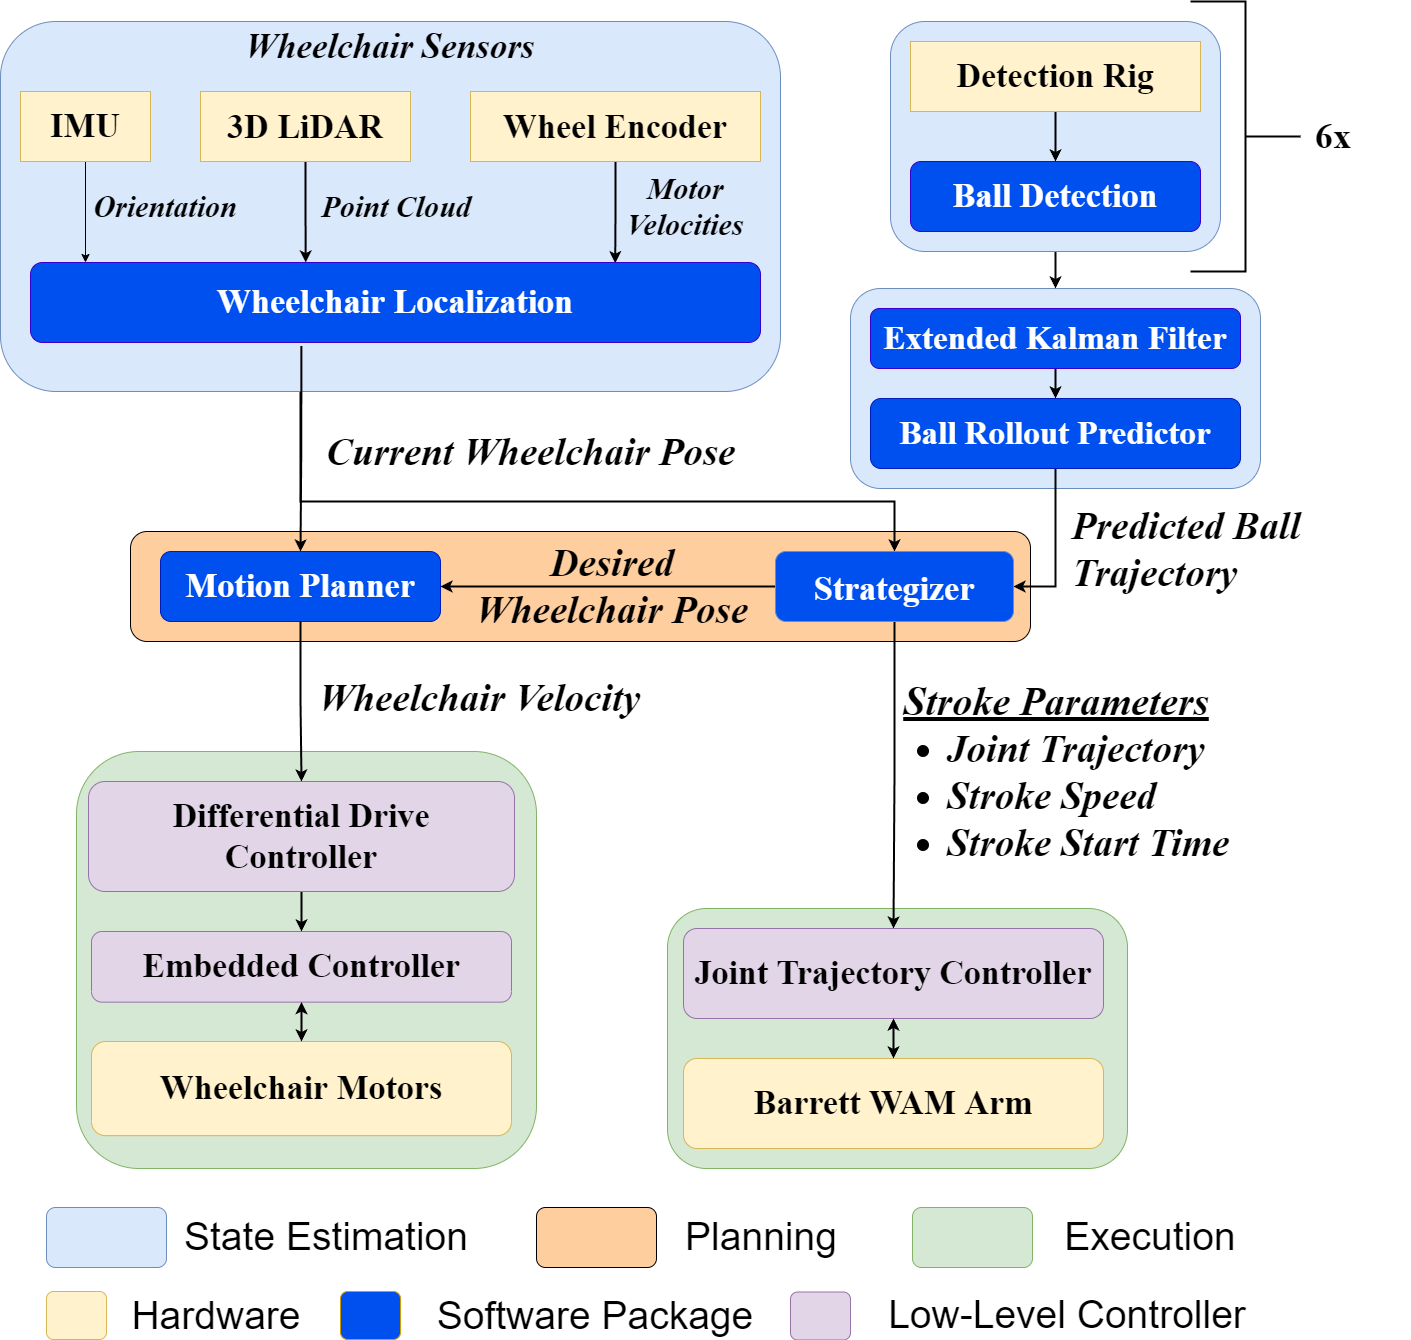 Wheelchair Sensors
IMU
3D LiDAR
Wheel Encoder
Orientation
Point Cloud
Motor
Velocities
Wheelchair Localization
Detection Rig
Ball Detection
6x
Extended Kalman Filter
Ball Rollout Predictor
Current Wheelchair Pose
Predicted Ball
Trajectory
Motion Planner
Desired
Wheelchair Pose
Strategizer
Wheelchair Velocity
Stroke Parameters
• Joint Trajectory
• Stroke Speed
• Stroke Start Time
Differential Drive
Controller
Embedded Controller
Wheelchair Motors
Joint Trajectory Controller
Barrett WAM Arm
State Estimation
Planning
Execution
Hardware
Software Package
Low-Level Controller